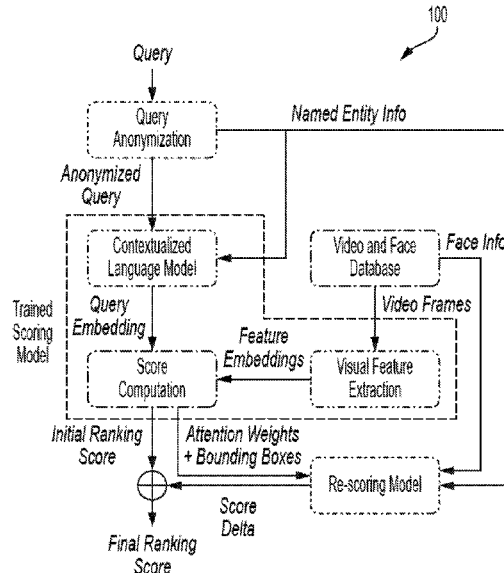 100
Query
Query
Anonymization
Named Entity Info
Anonymized
Query
Contextualized
Language Model
Video and Face
Database
Face Info
Trained
Scoring
Model
Query
Embedding
Video Frames
Feature
Embeddings
Score
Computation
Visual Feature
Extraction
Initial Ranking
Score
Attention Weights
+ Bounding Boxes
Re-scoring Model
Score
Delta
Final Ranking
Score